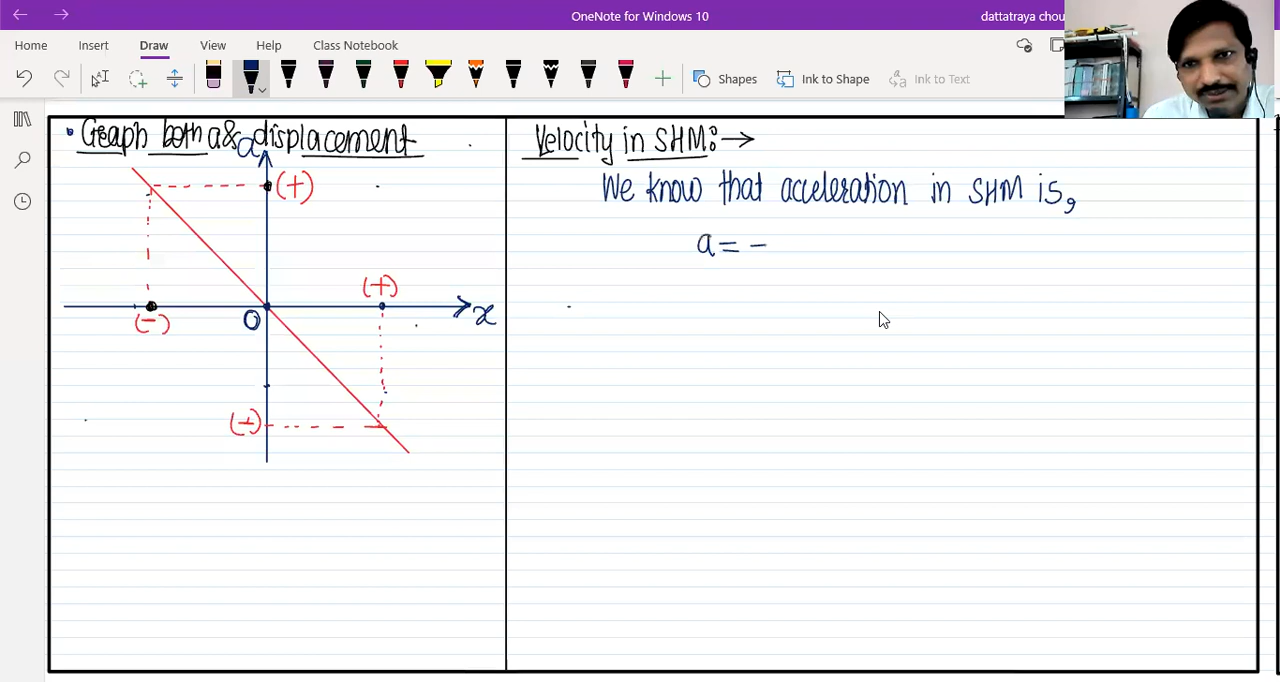 OneNote for Windows 10
dattatraya chou
Home Insert Draw View Help Class Notebook
Shapes Ink to Shape Ink to Text
Graph both a& displacement
a
(+)
(+)
O
x
(-)
(+)
Velocity in SHM:→
We know that acceleration in SHM is,
a = -